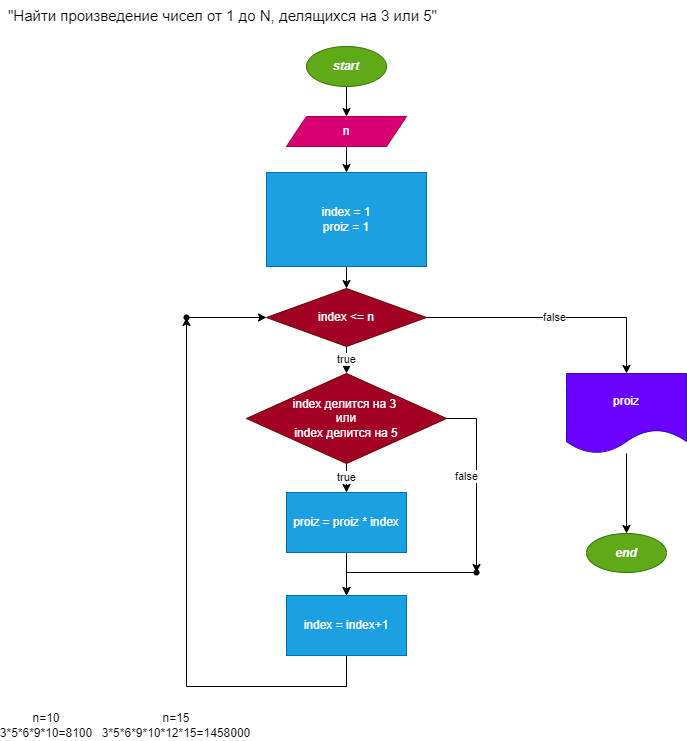 "Найти произведение чисел от 1 до N, делящихся на 3 или 5"
start
n
index = 1
proiz = 1
index <= n
false
true
proiz
index делится на 3
или
index делится на 5
true
false
proiz = proiz * index
end
index = index+1
n=10
3*5*6*9*10=8100
n=15
3*5*6*9*10*12*15=1458000